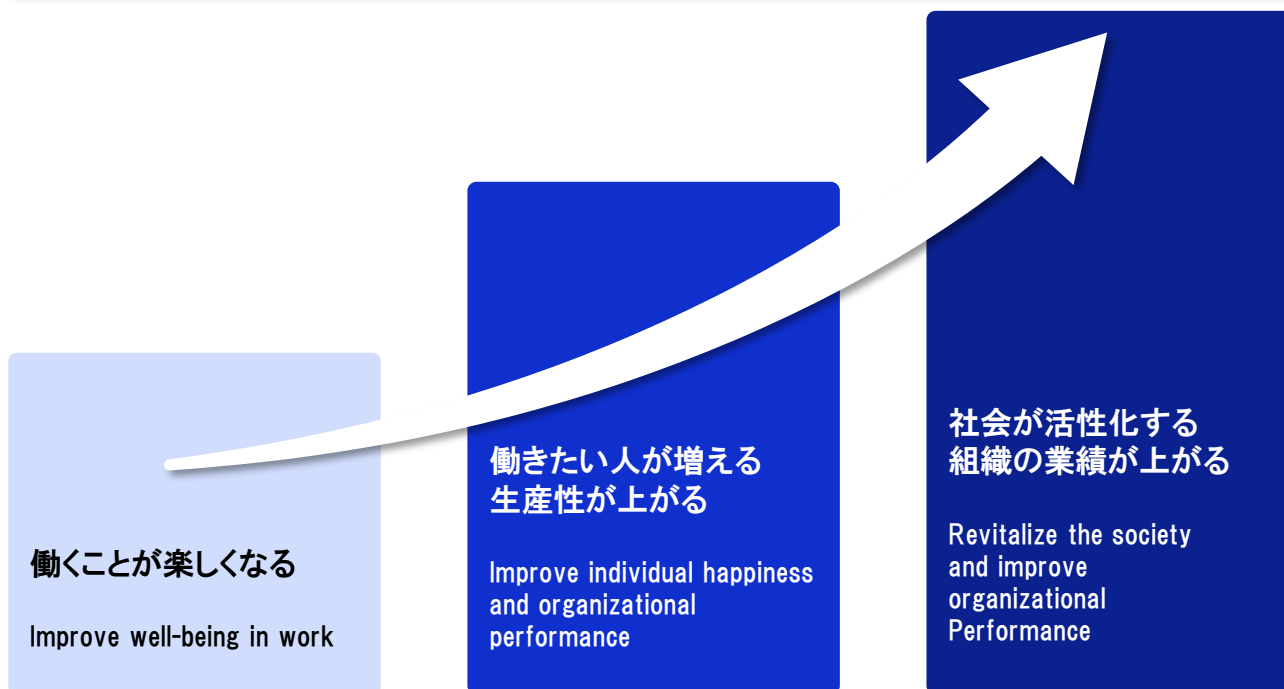 働くことが楽しくなる
Improve well-being in work
働きたい人が増える
生産性が上がる
Improve individual happiness
and organizational
performance
社会が活性化する
組織の業績が上がる
Revitalize the society
and improve
organizational
Performance